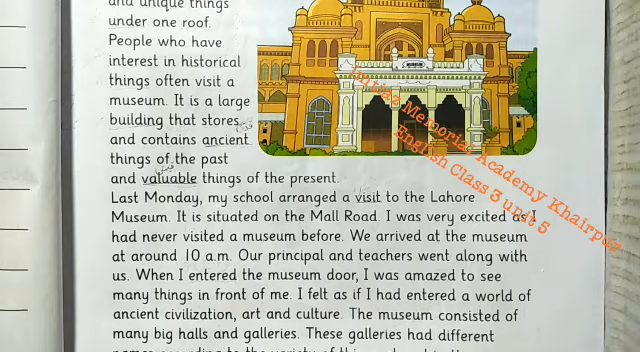 and unique things
under one roof.
People who have
interest in historical
things often visit a
museum. It is a large
building that stores
and contains ancient
things of the past
and valuable things of the present.
Last Monday, my school arranged a visit to the Lahore
Museum. It is situated on the Mall Road. I was very excited as I
had never visited a museum before. We arrived at the museum
at around 10 a.m. Our principal and teachers went along with
us. When I entered the museum door, I was amazed to see
many things in front of me. I felt as if I had entered a world of
ancient civilization, art and culture. The museum consisted of
many big halls and galleries. These galleries had different
Imtiaz Memorial Academy Khairpur
English Class 3 unit 5